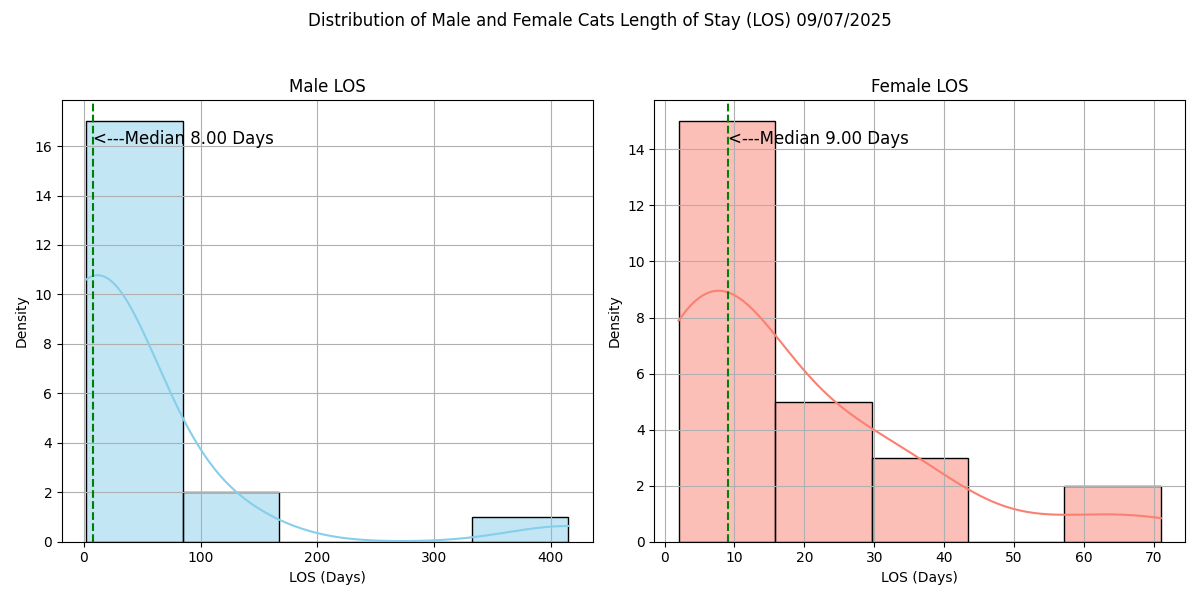 Distribution of Male and Female Cats Length of Stay (LOS) 09/07/2025
Male LOS
<---Median 8.00 Days
Density
16
14
12
10
8
6
4
2
0
0 100 200 300 400
LOS (Days)
Female LOS
<---Median 9.00 Days
Density
14
12
10
8
6
4
2
0
0 10 20 30 40 50 60 70
LOS (Days)